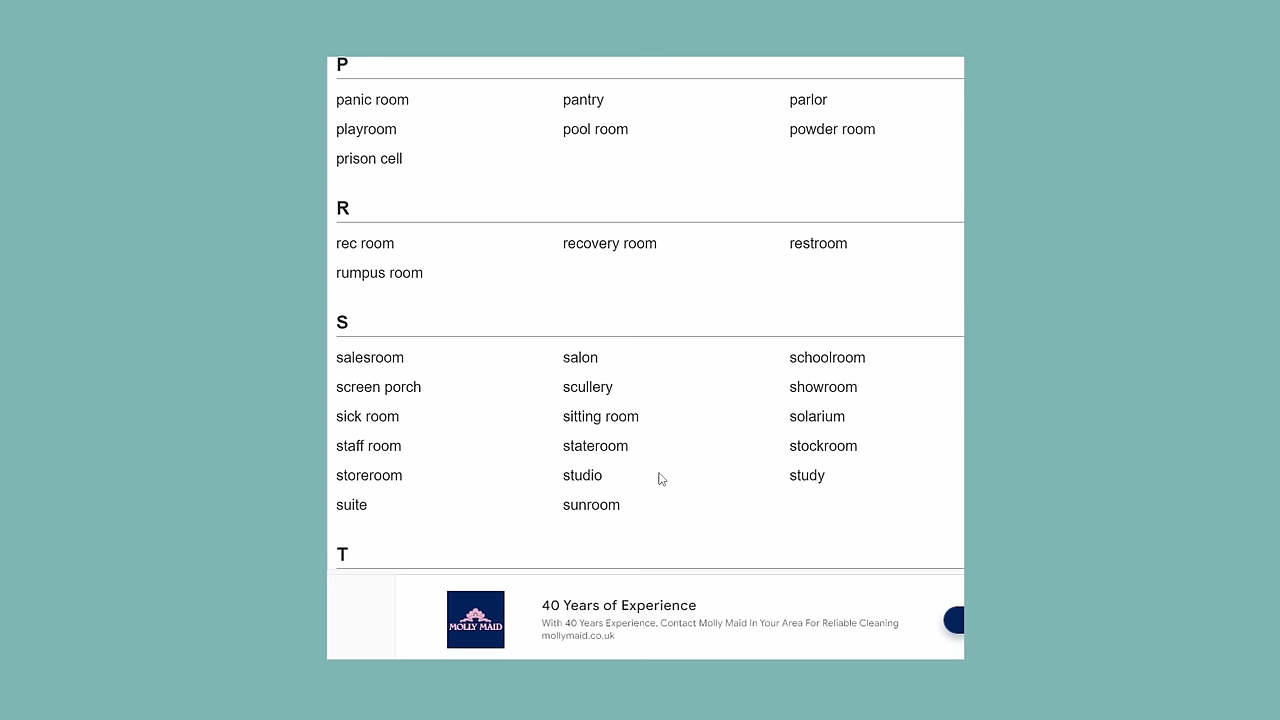 P
panic room pantry parlor
playroom pool room powder room
prison cell
R
rec room recovery room restroom
rumpus room
S
salesroom salon schoolroom
screen porch scullery showroom
sick room sitting room solarium
staff room stateroom stockroom
storeroom studio study
suite sunroom
T
MOLLY MAID
40 Years of Experience
With 40 Years Experience, Contact Molly Maid In Your Area For Reliable Cleaning
mollymaid.co.uk